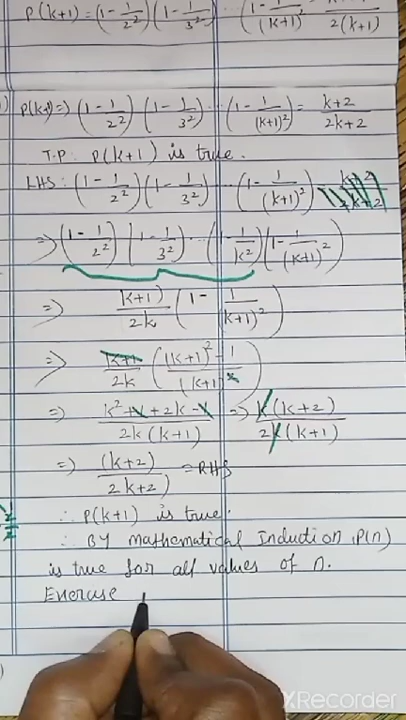 P(k+1) = (1 - 1/2²) (1 - 1/3²) (1 - 1/(k+1)²) 2(k+1)
P(k+1) => (1 - 1/2²) (1 - 1/3²) ... (1 - 1/(k+1)²) = k+2/2k+2
T.P: P(k+1) is true.
LHS: (1 - 1/2²) (1 - 1/3²) ... (1 - 1/(k+1)²)
=> (1 - 1/2²) (1 - 1/3²) ... (1 - 1/k²) (1 - 1/(k+1)²)
=> (k+1)/2k (1 - 1/(k+1)²)
=> k+1/2k ((k+1)² - 1/(k+1)²)
=> k² + 1 + 2k - 1/2k(k+1) => k(k+2)/2k(k+1)
=> (k+2)/2k+2) = RHS
∴ P(k+1) is true.
∴ By mathematical Induction, P(n)
is true for all values of n.
Exercise
XRecorder